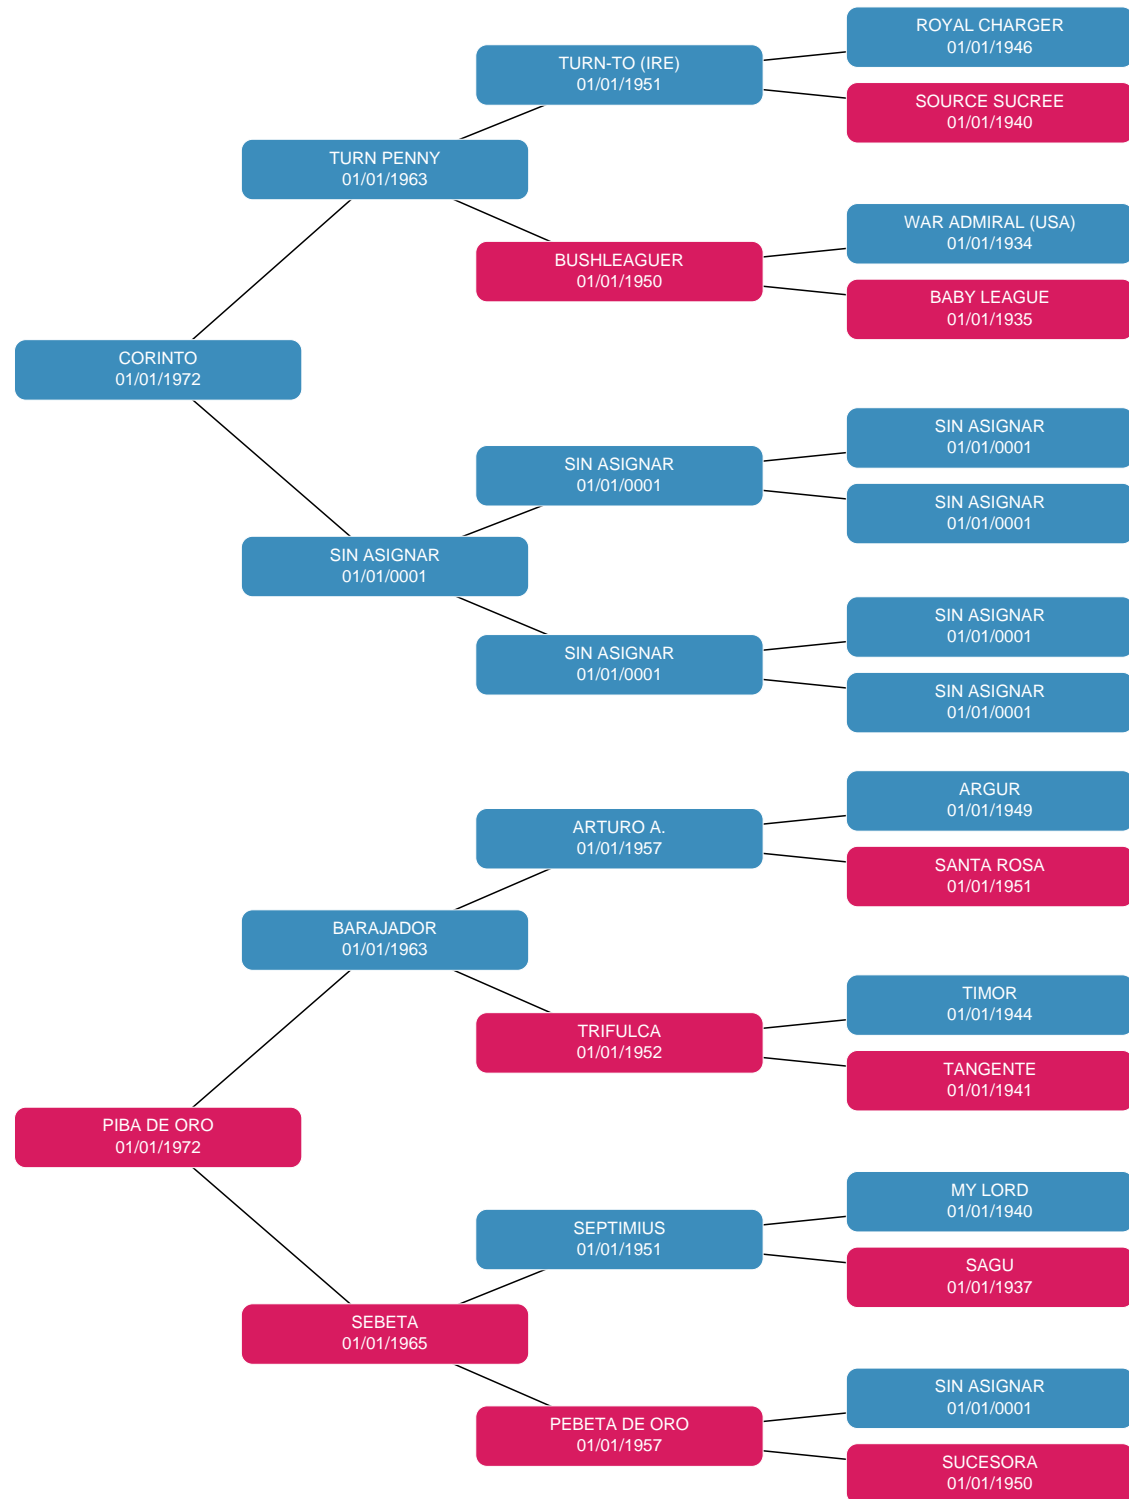 ROYAL CHARGER
01/01/1946
TURN-TO (IRE)
01/01/1951
SOURCE SUCREE
01/01/1940
TURN PENNY
01/01/1963
WAR ADMIRAL (USA)
01/01/1934
BUSHLEAGUER
01/01/1950
BABY LEAGUE
01/01/1935
CORINTO
01/01/1972
SIN ASIGNAR
01/01/0001
SIN ASIGNAR
01/01/0001
SIN ASIGNAR
01/01/0001
SIN ASIGNAR
01/01/0001
SIN ASIGNAR
01/01/0001
SIN ASIGNAR
01/01/0001
SIN ASIGNAR
01/01/0001
ARGUR
01/01/1949
ARTURO A.
01/01/1957
SANTA ROSA
01/01/1951
BARAJADOR
01/01/1963
TIMOR
01/01/1944
TRIFULCA
01/01/1952
TANGENTE
01/01/1941
PIBA DE ORO
01/01/1972
MY LORD
01/01/1940
SEPTIMIUS
01/01/1951
SAGU
01/01/1937
SEBETA
01/01/1965
SIN ASIGNAR
01/01/0001
PEBETA DE ORO
01/01/1957
SUCESORA
01/01/1950